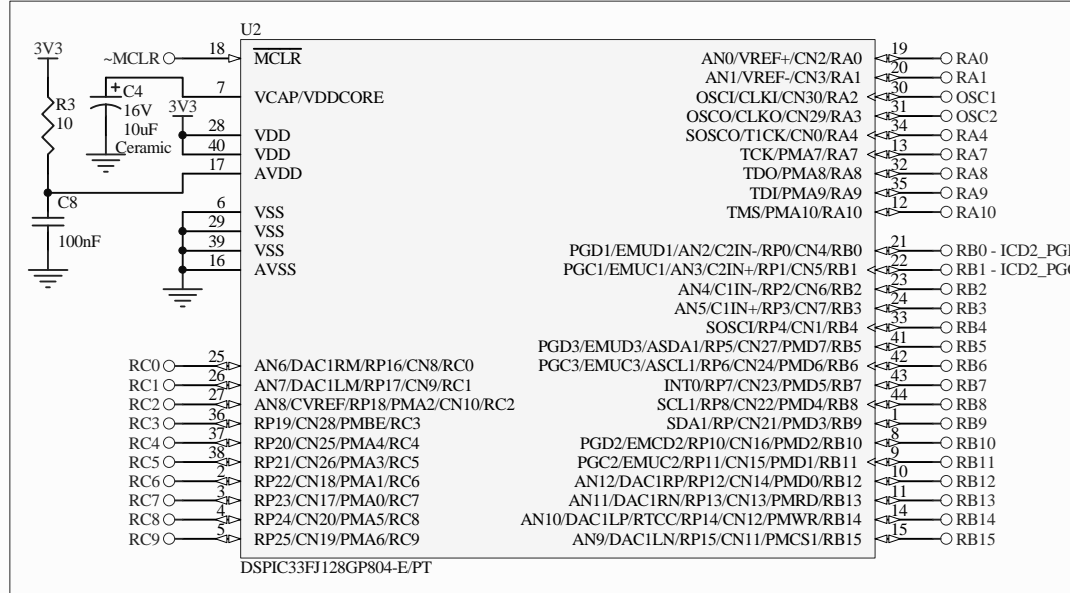 U2
3V3
~MCLR
18
MCLR
C4
16V
10uF
Ceramic
7
VCAP/VDDCORE
R3
10
3V3
28
VDD
40
VDD
17
AVDD
C8
100nF
6
VSS
29
VSS
39
VSS
16
AVSS
RC0 25 AN6/DAC1RM/RP16/CN8/RC0
RC1 26 AN7/DAC1LM/RP17/CN9/RC1
RC2 27 AN8/CVREF/RP18/PMA2/CN10/RC2
RC3 36 RP19/CN28/PMBE/RC3
RC4 37 RP20/CN25/PMA4/RC4
RC5 38 RP21/CN26/PMA3/RC5
RC6 2 RP22/CN18/PMA1/RC6
RC7 3 RP23/CN17/PMA0/RC7
RC8 4 RP24/CN20/PMA5/RC8
RC9 5 RP25/CN19/PMA6/RC9
AN0/VREF+/CN2/RA0 19 RA0
AN1/VREF-/CN3/RA1 20 RA1
OSCI/CLKI/CN30/RA2 30 OSC1
OSCO/CLKO/CN29/RA3 31 OSC2
SOSCO/T1CK/CN0/RA4 34 RA4
TCK/PMA7/RA7 13 RA7
TDO/PMA8/RA8 32 RA8
TDI/PMA9/RA9 35 RA9
TMS/PMA10/RA10 12 RA10
PGD1/EMUD1/AN2/C2IN-/RP0/CN4/RB0 21 RB0 -
PGC1/EMUC1/AN3/C2IN+/RP1/CN5/RB1 22 RB1 -
AN4/C1IN-/RP2/CN6/RB2 23 RB2
AN5/C1IN+/RP3/CN7/RB3 24 RB3
SOSCI/RP4/CN1/RB4 33 RB4
PGD3/EMUD3/ASDA1/RP5/CN27/PMD7/RB5 41 RB5
PGC3/EMUC3/ASCL1/RP6/CN24/PMD6/RB6 42 RB6
INT0/RP7/CN23/PMD5/RB7 43 RB7
SCL1/RP8/CN22/PMD4/RB8 44 RB8
SDA1/RP/CN21/PMD3/RB9 1 RB9
PGD2/EMCD2/RP10/CN16/PMD2/RB10 8 RB10
PGC2/EMUC2/RP11/CN15/PMD1/RB11 9 RB11
AN12/DAC1RP/RP12/CN14/PMD0/RB12 10 RB12
AN11/DAC1RN/RP13/CN13/PMRD/RB13 11 RB13
AN10/DAC1LP/RTCC/RP14/CN12/PMWR/RB14 14 RB14
AN9/DAC1LN/RP15/CN11/PMCS1/RB15 15 RB15
DSPIC33FJ128GP804-E/PT